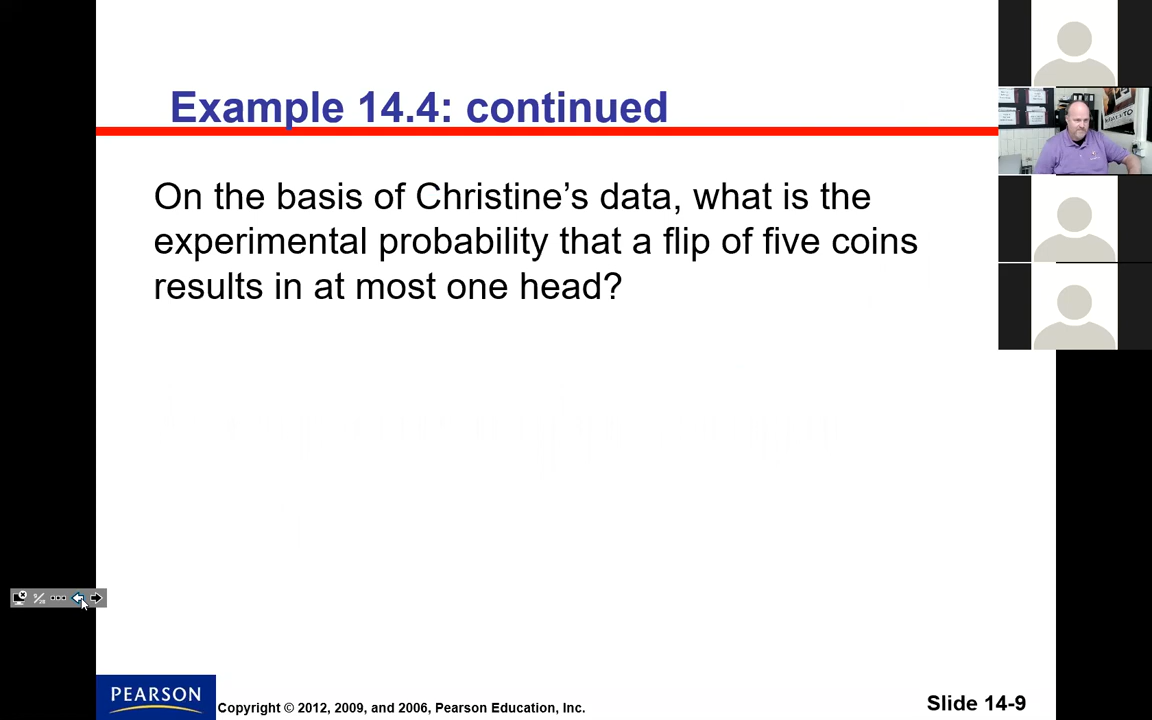 Example 14.4: continued
On the basis of Christine’s data, what is the
experimental probability that a flip of five coins
results in at most one head?
PEARSON
Copyright © 2012, 2009, and 2006, Pearson Education, Inc.
Slide 14-9